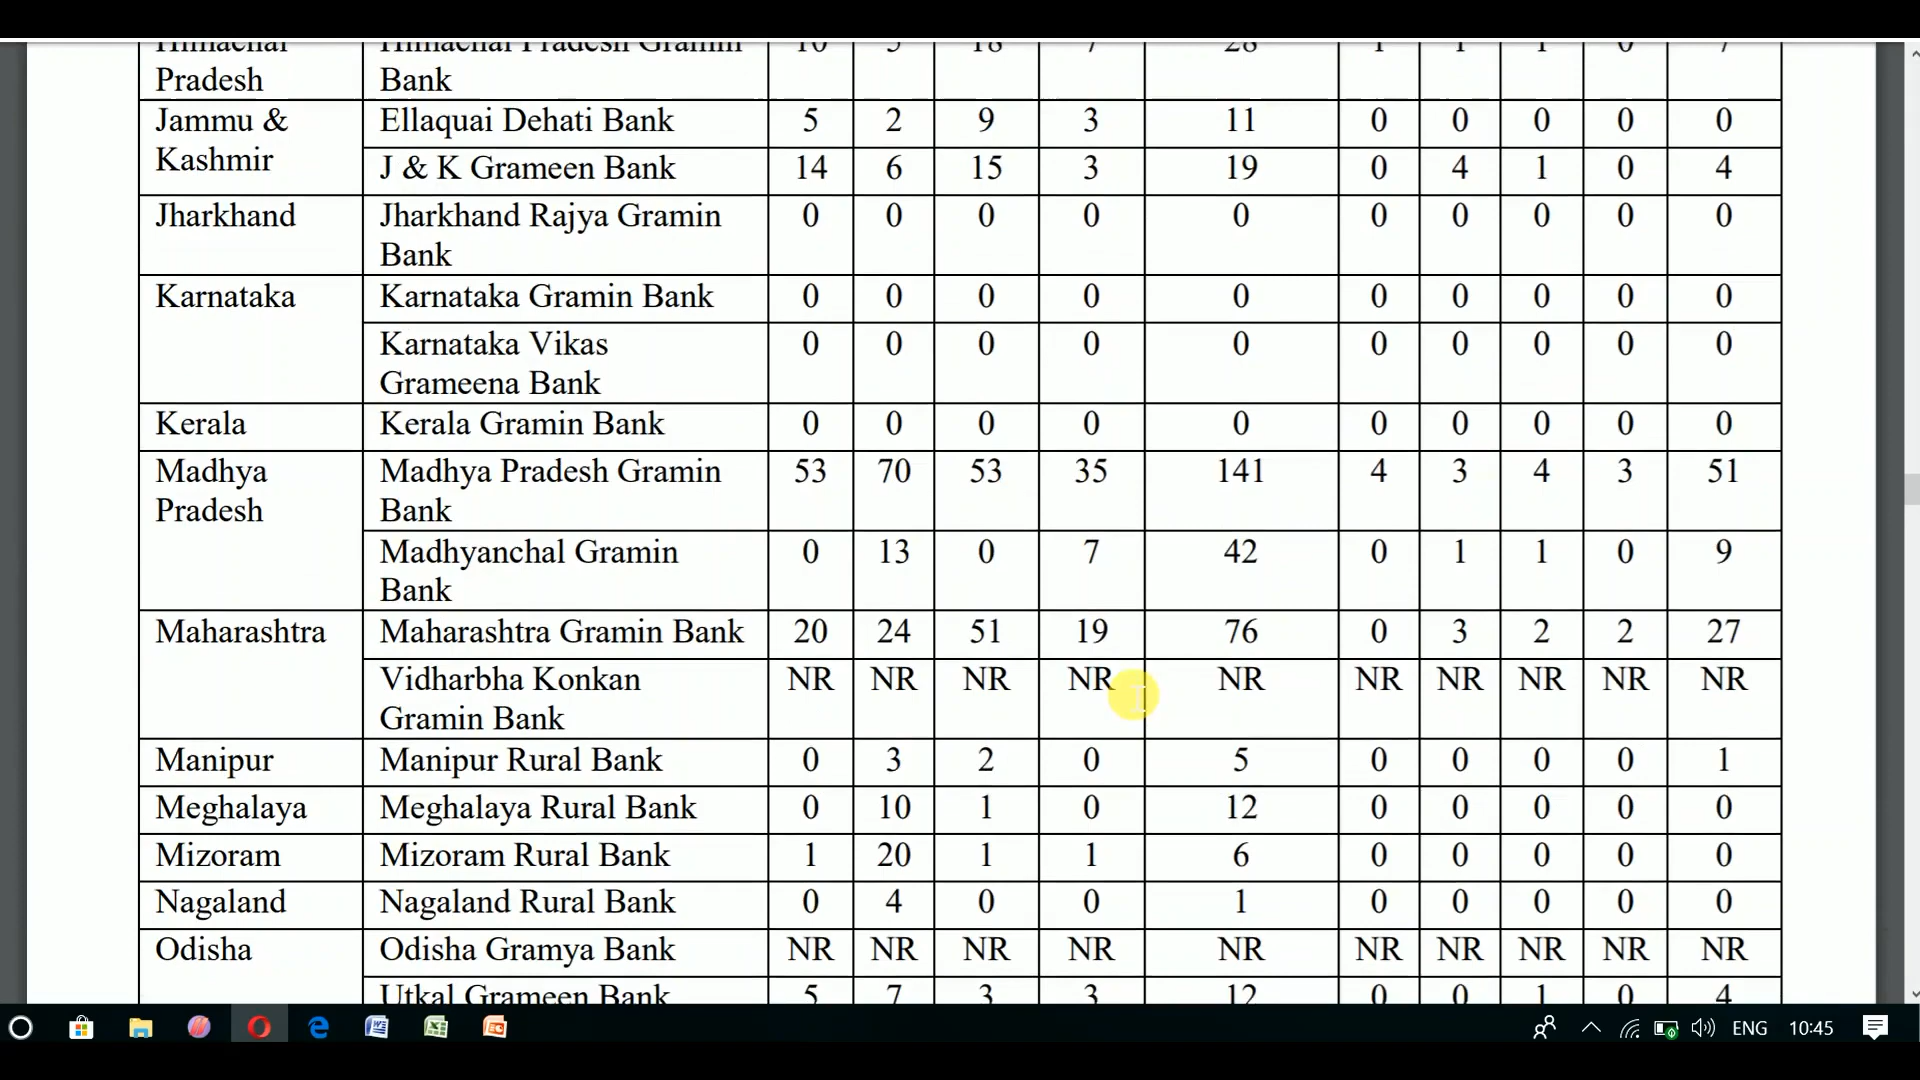 Himachal Himachal Pradesh Gramin 10 5 18 7 28 1 1 1 0 7
Pradesh Bank
Jammu & Ellaquai Dehati Bank 5 2 9 3 11 0 0 0 0 0
Kashmir J & K Grameen Bank 14 6 15 3 19 0 4 1 0 4
Jharkhand Jharkhand Rajya Gramin 0 0 0 0 0 0 0 0 0 0
Bank
Karnataka Karnataka Gramin Bank 0 0 0 0 0 0 0 0 0 0
Karnataka Vikas 0 0 0 0 0 0 0 0 0 0
Grameena Bank
Kerala Kerala Gramin Bank 0 0 0 0 0 0 0 0 0 0
Madhya Madhya Pradesh Gramin 53 70 53 35 141 4 3 4 3 51
Pradesh Bank
Madhyanchal Gramin 0 13 0 7 42 0 1 1 0 9
Bank
Maharashtra Maharashtra Gramin Bank 20 24 51 19 76 0 3 2 2 27
Vidharbha Konkan NR NR NR NR NR NR NR NR NR NR
Gramin Bank
Manipur Manipur Rural Bank 0 3 2 0 5 0 0 0 0 1
Meghalaya Meghalaya Rural Bank 0 10 1 0 12 0 0 0 0 0
Mizoram Mizoram Rural Bank 1 20 1 1 6 0 0 0 0 0
Nagaland Nagaland Rural Bank 0 4 0 0 1 0 0 0 0 0
Odisha Odisha Gramya Bank NR NR NR NR NR NR NR NR NR NR
Utkal Grameen Bank 5 7 3 3 12 0 0 1 0 4
ENG 10:45